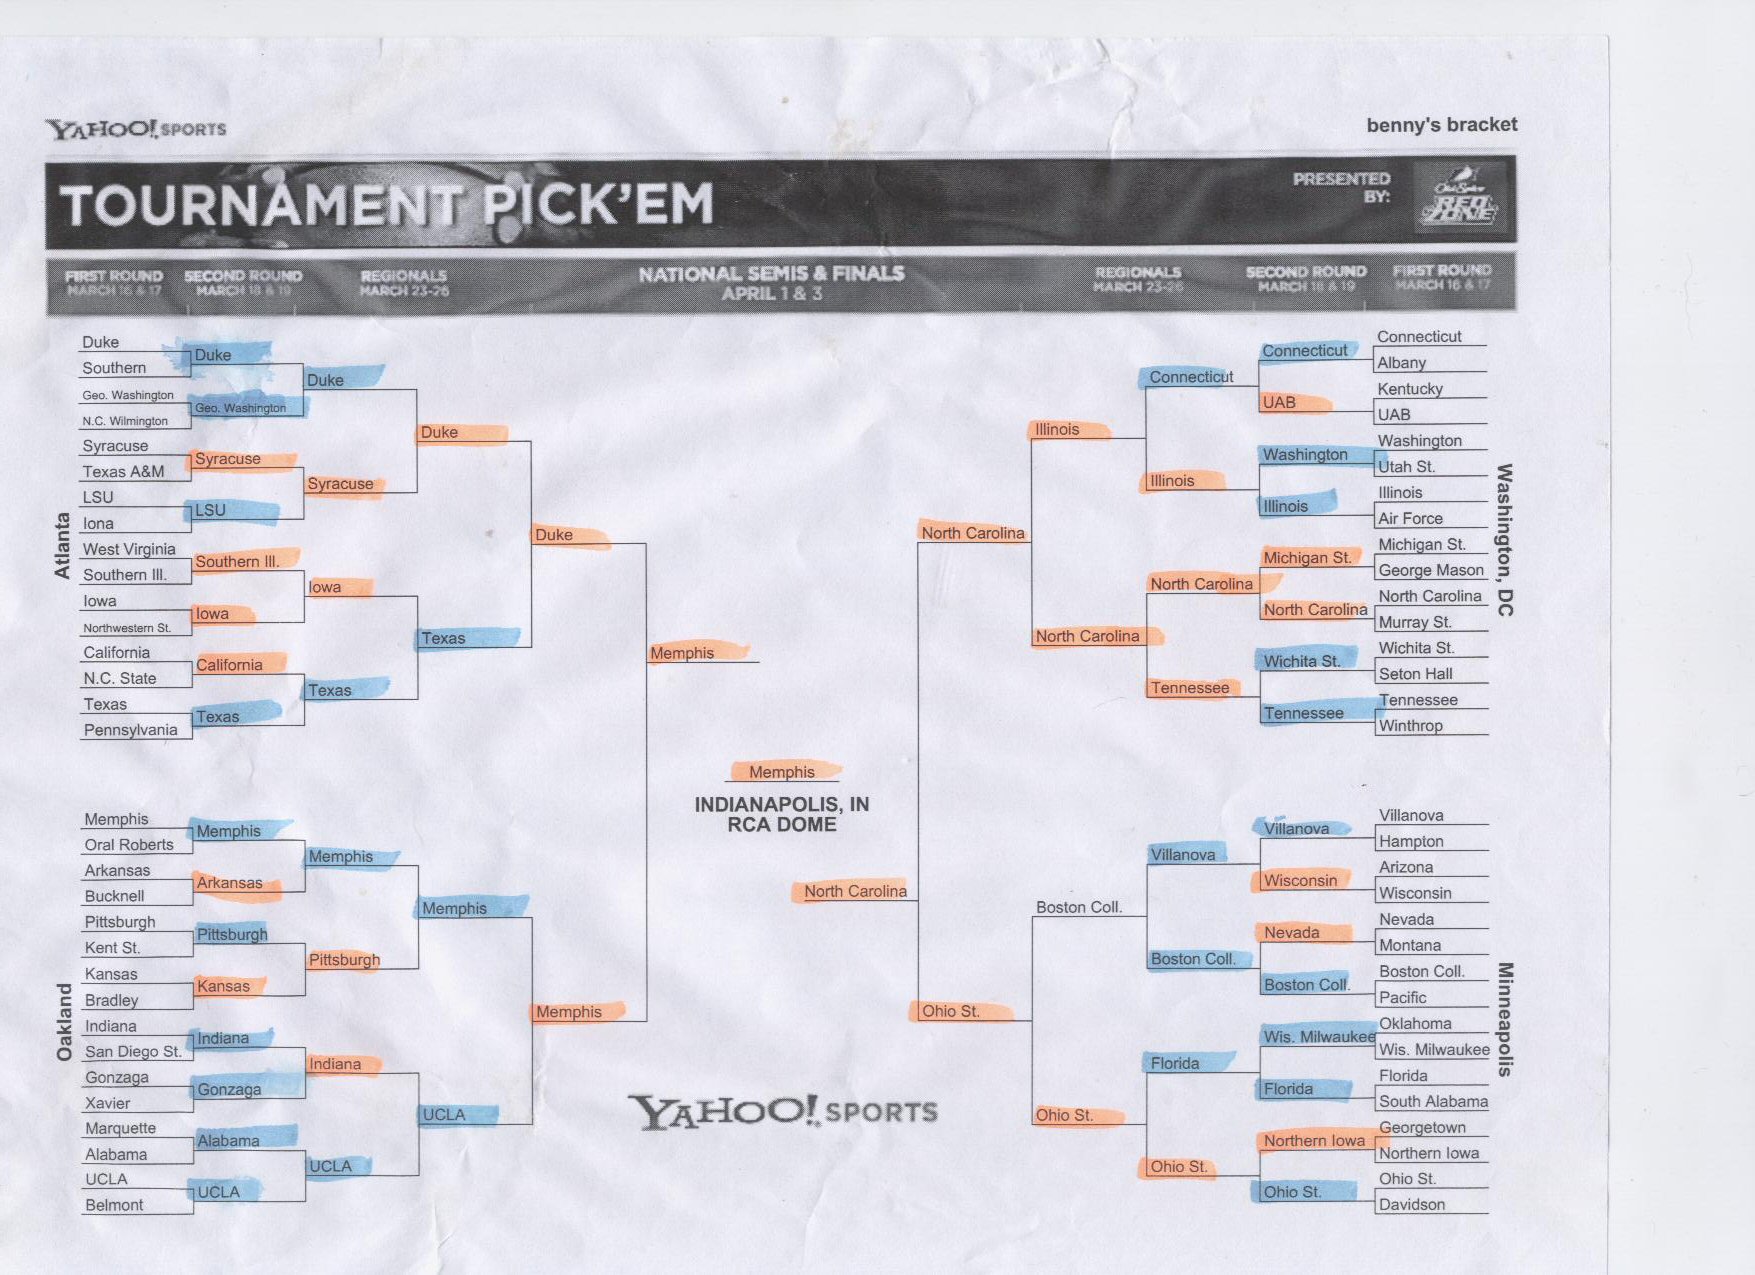 YAHOO! SPORTS
benny's bracket
TOURNAMENT PICK'EM
PRESENTED BY:
Old Spice
RED ZONE
FIRST ROUND
MARCH 16 & 17
SECOND ROUND
MARCH 18 & 19
REGIONALS
MARCH 23-26
NATIONAL SEMIS & FINALS
APRIL 1 & 3
REGIONALS
MARCH 23-26
SECOND ROUND
MARCH 18 & 19
FIRST ROUND
MARCH 16 & 17
Atlanta
Duke
Southern
Geo. Washington
N.C. Wilmington
Syracuse
Texas A&M
LSU
Iona
West Virginia
Southern Ill.
Iowa
Northwestern St.
California
N.C. State
Texas
Pennsylvania
Duke
Geo. Washington
Syracuse
LSU
Southern Ill.
Iowa
California
Texas
Duke
Syracuse
Iowa
Texas
Duke
Texas
Duke
Oakland
Memphis
Oral Roberts
Arkansas
Bucknell
Pittsburgh
Kent St.
Kansas
Bradley
Indiana
San Diego St.
Gonzaga
Xavier
Marquette
Alabama
UCLA
Belmont
Memphis
Arkansas
Pittsburgh
Kansas
Indiana
Gonzaga
Alabama
UCLA
Memphis
Pittsburgh
Indiana
UCLA
Memphis
UCLA
Memphis
Memphis
Memphis
INDIANAPOLIS, IN
RCA DOME
North Carolina
YAHOO! SPORTS
North Carolina
Illinois
North Carolina
Connecticut
Illinois
North Carolina
Tennessee
Connecticut
UAB
Washington
Illinois
Michigan St.
North Carolina
Wichita St.
Tennessee
Connecticut
Albany
Kentucky
UAB
Washington
Utah St.
Illinois
Air Force
Michigan St.
George Mason
North Carolina
Murray St.
Wichita St.
Seton Hall
Tennessee
Winthrop
Washington, DC
Ohio St.
Boston Coll.
Ohio St.
Villanova
Boston Coll.
Florida
Ohio St.
Villanova
Wisconsin
Nevada
Boston Coll.
Wis. Milwaukee
Florida
Northern Iowa
Ohio St.
Villanova
Hampton
Arizona
Wisconsin
Nevada
Montana
Boston Coll.
Pacific
Oklahoma
Wis. Milwaukee
Florida
South Alabama
Georgetown
Northern Iowa
Ohio St.
Davidson
Minneapolis